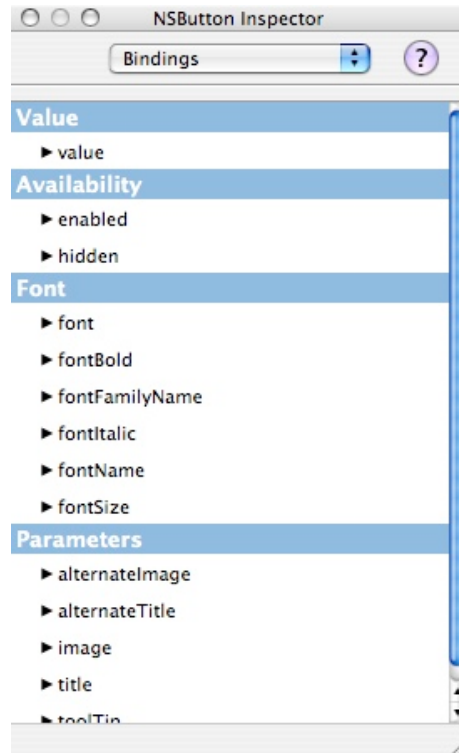 NSButton Inspector
Bindings
?
Value
value
Availability
enabled
hidden
Font
font
fontBold
fontFamilyName
fontItalic
fontName
fontSize
Parameters
alternateImage
alternateTitle
image
title
toolTip